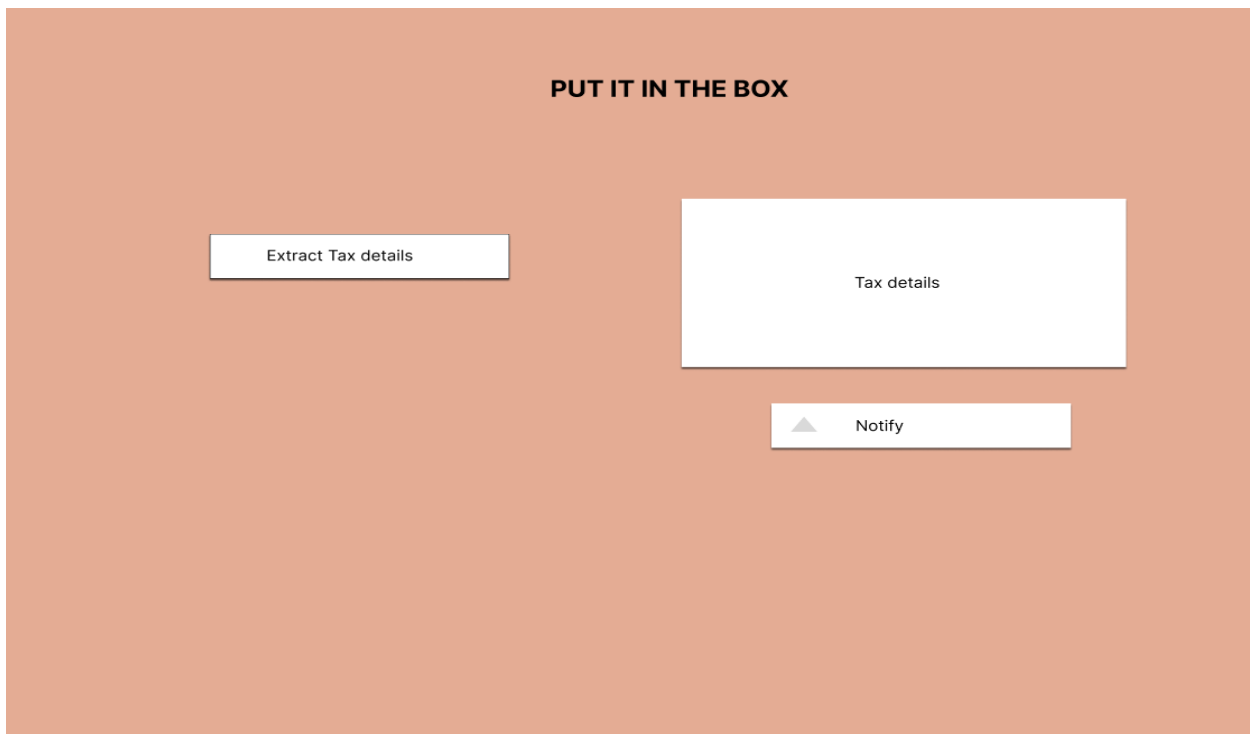 PUT IT IN THE BOX
Extract Tax details
Tax details
Notify